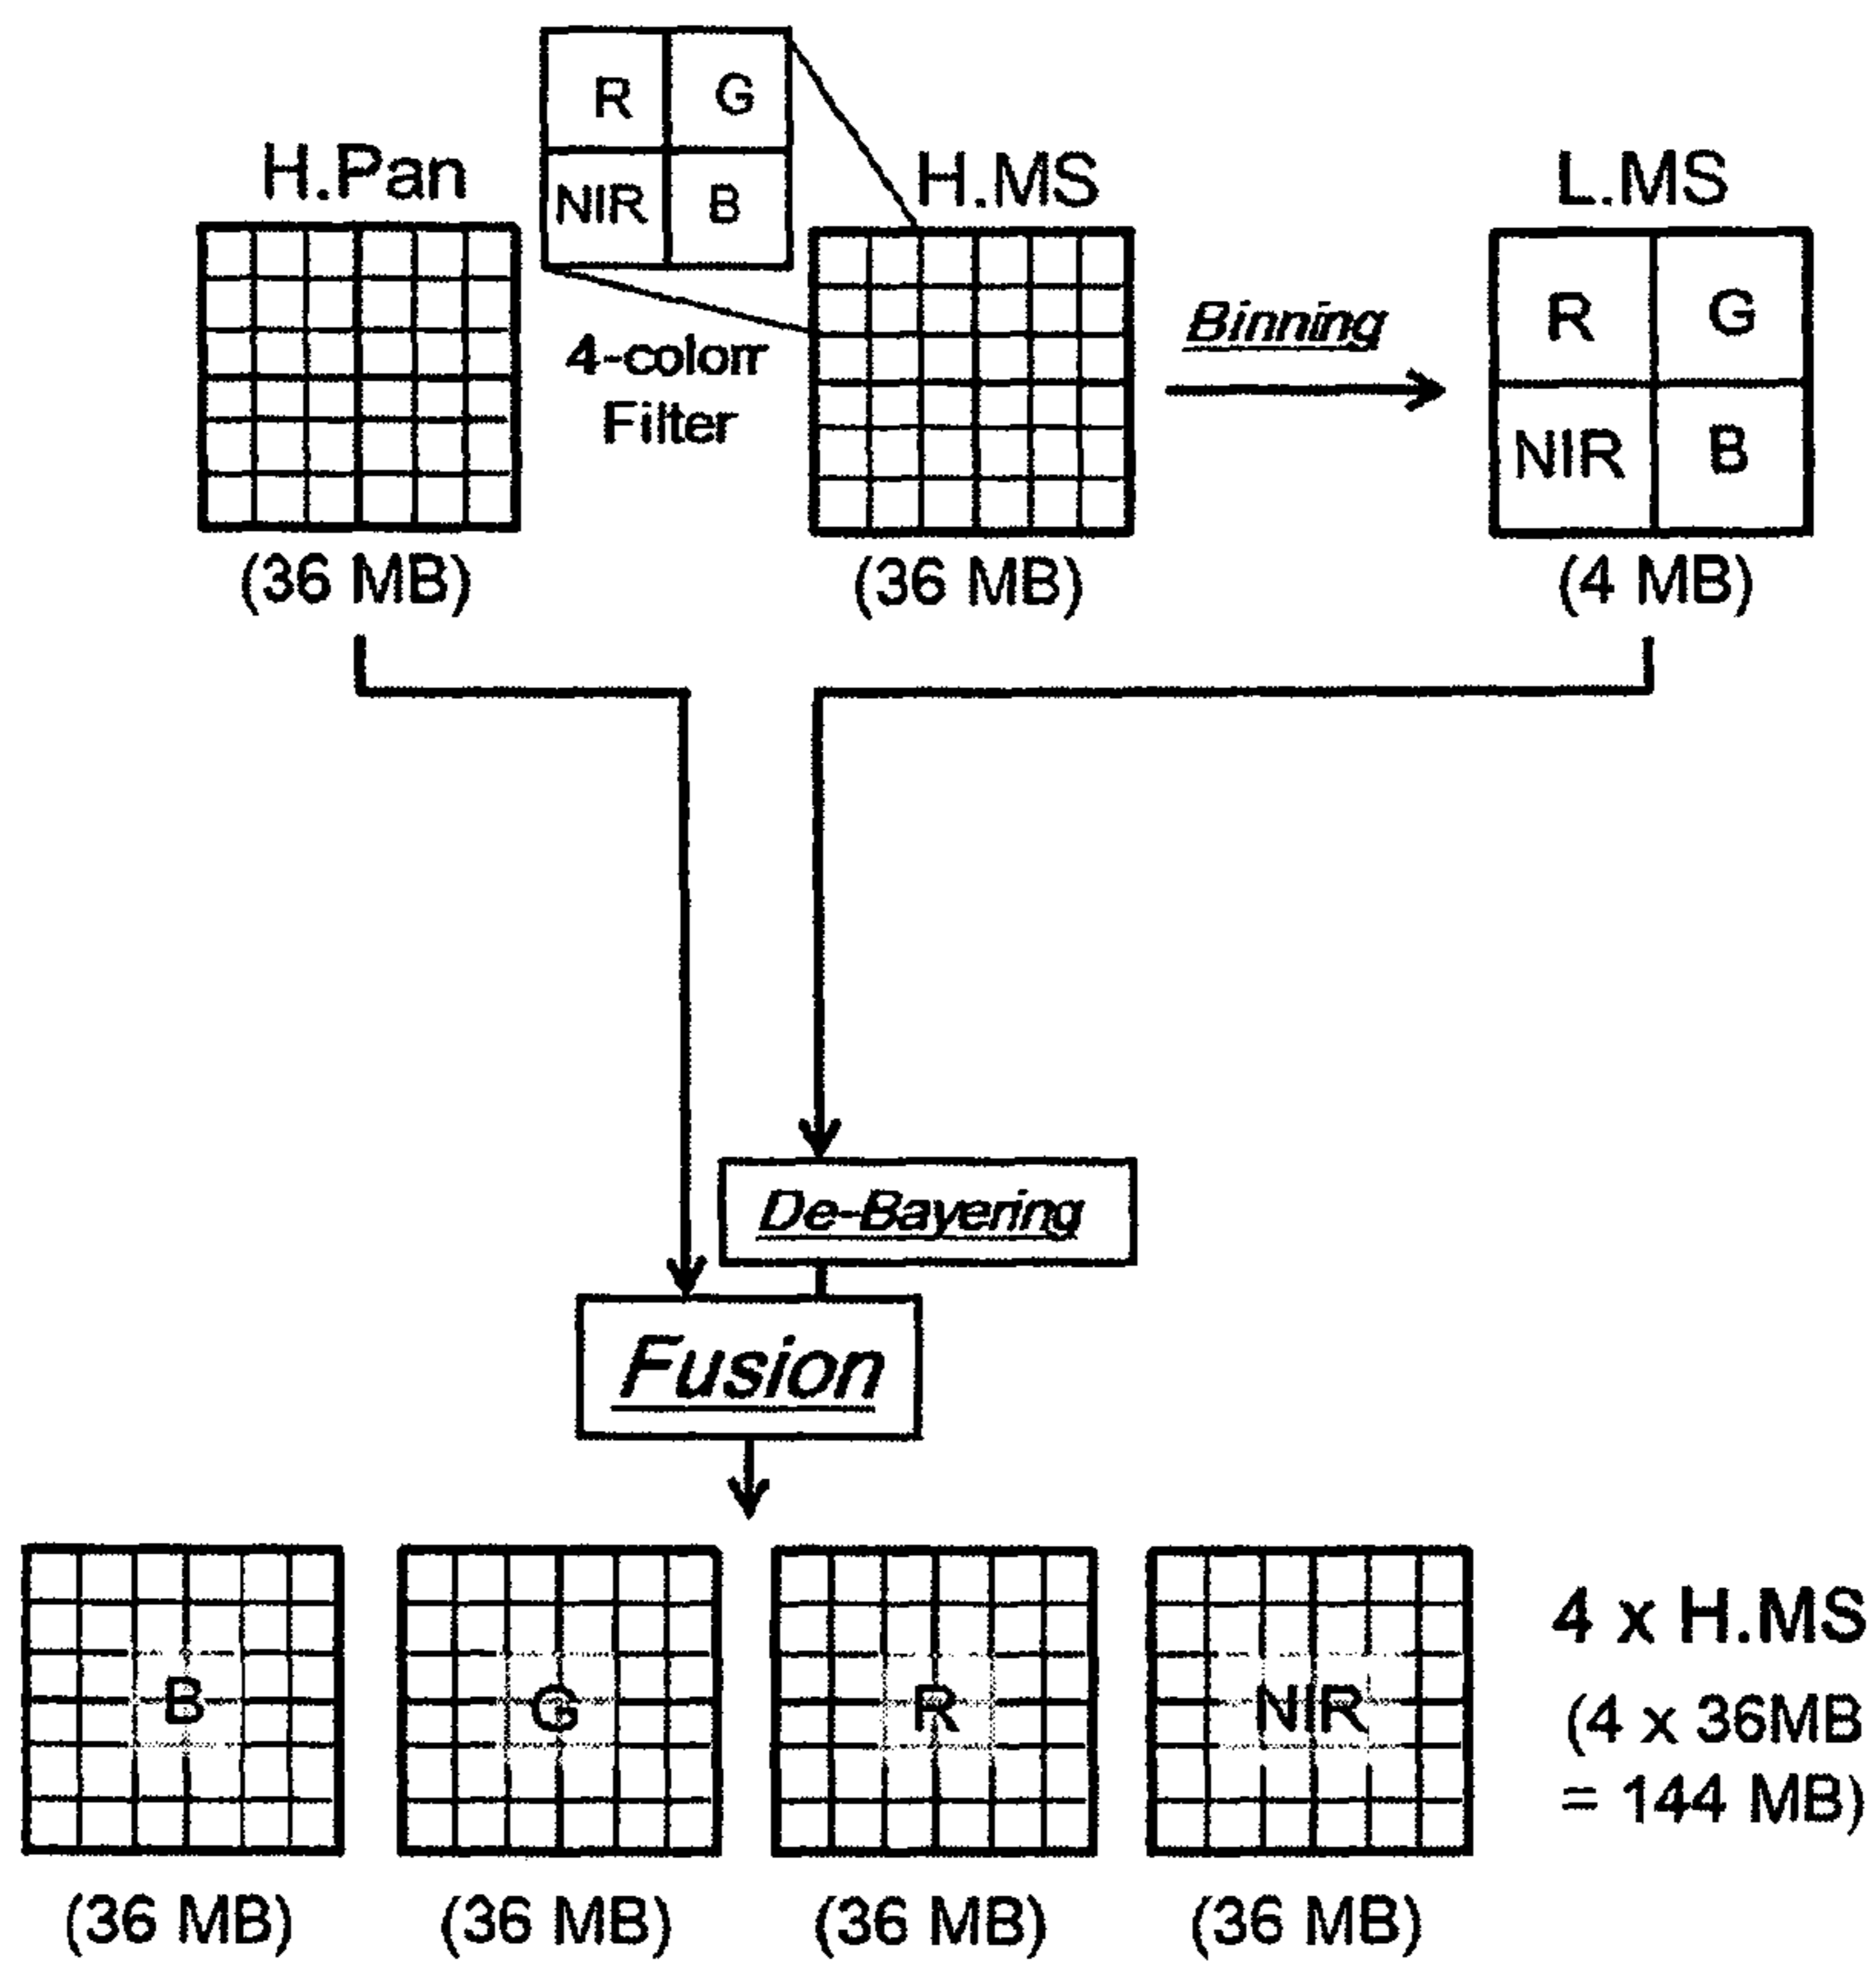 R G
NIR B
H.Pan
H.MS
L.MS
4-colorr
Filter
Binning
R G
NIR B
(36 MB)
(36 MB)
(4 MB)
De-Bayering
Fusion
B
G
R
NIR
4 x H.MS
(4 x 36MB
= 144 MB)
(36 MB)
(36 MB)
(36 MB)
(36 MB)